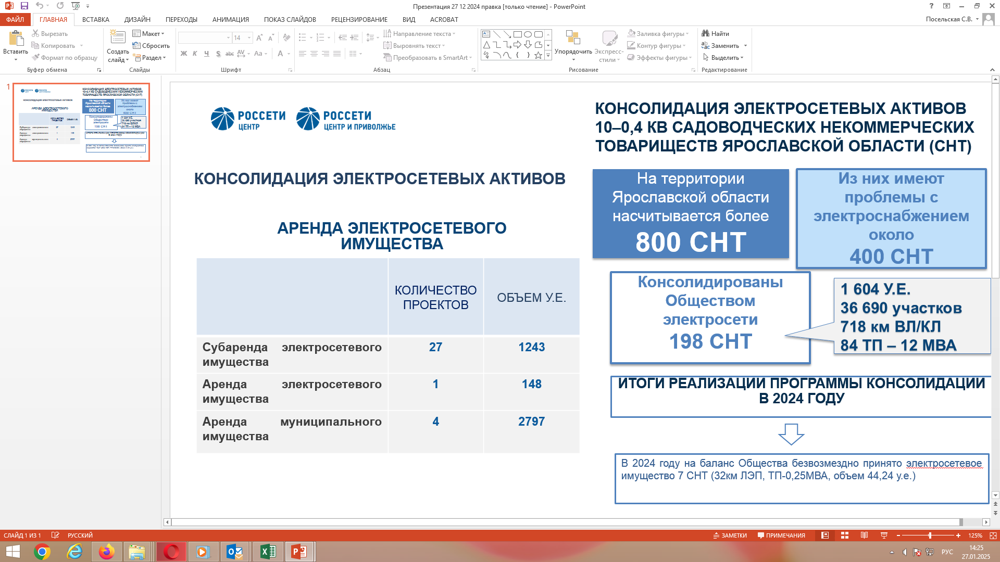 Презентация 27 12 2024 правка [только чтение] - PowerPoint
ФАЙЛ
ГЛАВНАЯ
ВСТАВКА
ДИЗАЙН
ПЕРЕХОДЫ
АНИМАЦИЯ
ПОКАЗ СЛАЙДОВ
РЕЦЕНЗИРОВАНИЕ
ВИД
ACROBAT
Посельская С.В.
Вставить
Вырезать
Копировать
Формат по образцу
Буфер обмена
Создать
слайд
Макет
Сбросить
Раздел
Слайды
14
Ж К Ч S abc AV Aa A
Шрифт
Направление текста
Выровнять текст
Преобразовать в SmartArt
Абзац
Упорядочить
Экспресс-
стили
Заливка фигуры
Контур фигуры
Эффекты фигуры
Рисование
Найти
Заменить
Выделить
Редактирование
1
РОССЕТИ
ЦЕНТР
РОССЕТИ
ЦЕНТР И ПРИВОЛЖЬЕ
КОНСОЛИДАЦИЯ ЭЛЕКТРОСЕТЕВЫХ АКТИВОВ
АРЕНДА ЭЛЕКТРОСЕТЕВОГО
ИМУЩЕСТВА
КОЛИЧЕСТВО
ПРОЕКТОВ
ОБЪЕМ У.Е.
Субаренда электросетевого
имущества
27
1243
Аренда электросетевого
имущества
1
148
Аренда муниципального
имущества
4
2797
КОНСОЛИДАЦИЯ ЭЛЕКТРОСЕТЕВЫХ АКТИВОВ
10–0,4 КВ САДОВОДЧЕСКИХ НЕКОММЕРЧЕСКИХ
ТОВАРИЩЕСТВ ЯРОСЛАВСКОЙ ОБЛАСТИ (СНТ)
На территории
Ярославской области
насчитывается более
800 СНТ
Из них имеют
проблемы с
электроснабжением
около
400 СНТ
Консолидированы
Обществом
электросети
198 СНТ
1 604 У.Е.
36 690 участков
718 км ВЛ/КЛ
84 ТП – 12 МВА
ИТОГИ РЕАЛИЗАЦИИ ПРОГРАММЫ КОНСОЛИДАЦИИ
В 2024 ГОДУ
В 2024 году на баланс Общества безвозмездно принято электросетевое
имущество 7 СНТ (32км ЛЭП, ТП-0,25МВА, объем 44,24 у.е.)
СЛАЙД 1 ИЗ 1
РУССКИЙ
ЗАМЕТКИ
ПРИМЕЧАНИЯ
125%
РУС
14:25
27.01.2025